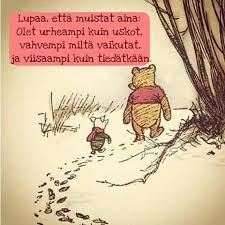 Lupaa, että muistat aina:
Olet urheampi kuin uskot,
vahvempi miltä vaikutat,
ja viisaampi kuin tiedätkään.